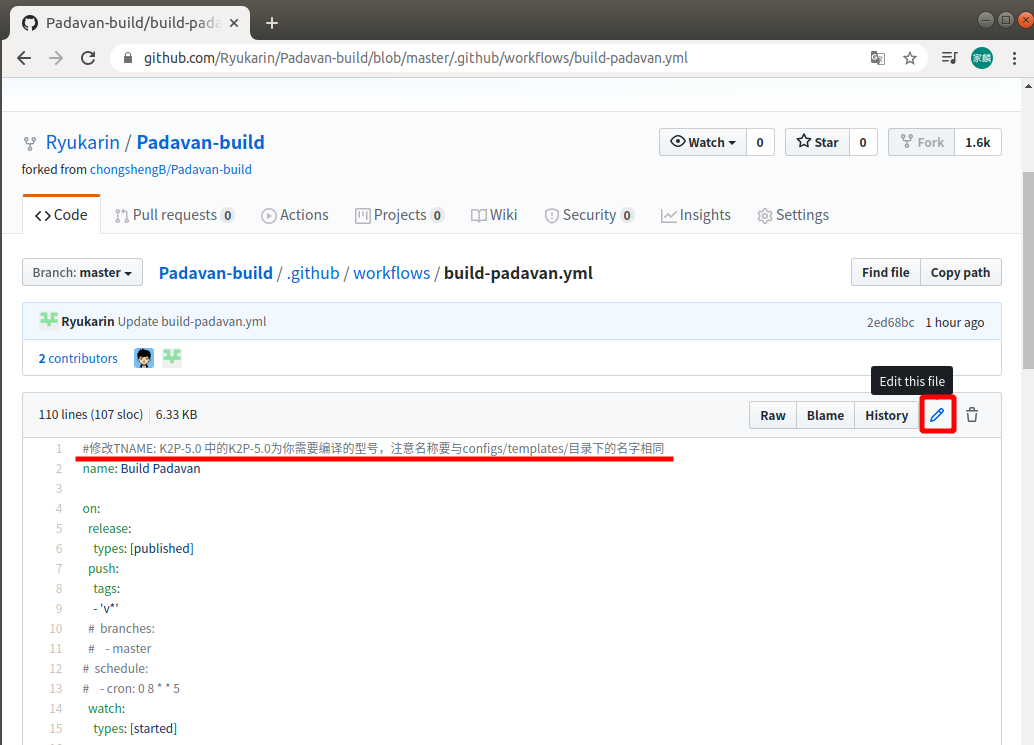 Padavan-build/build-pada
github.com/Ryukarin/Padavan-build/blob/master/.github/workflows/build-padavan.yml
家麟
Ryukarin / Padavan-build
Watch 0 Star 0 Fork 1.6k
forked from chongshengB/Padavan-build
Code Pull requests 0 Actions Projects 0 Wiki Security 0 Insights Settings
Branch: master Padavan-build / .github / workflows / build-padavan.yml Find file Copy path
Ryukarin Update build-padavan.yml 2ed68bc 1 hour ago
2 contributors
Edit this file
110 lines (107 sloc) 6.33 KB Raw Blame History
1 #修改TNAME: K2P-5.0 中的K2P-5.0为你需要编译的型号，注意名称要与configs/templates/目录下的名字相同
2 name: Build Padavan
3
4 on:
5 release:
6 types: [published]
7 push:
8 tags:
9 - 'v*'
10 # branches:
11 # - master
12 # schedule:
13 # - cron: 0 8 * * 5
14 watch:
15 types: [started]